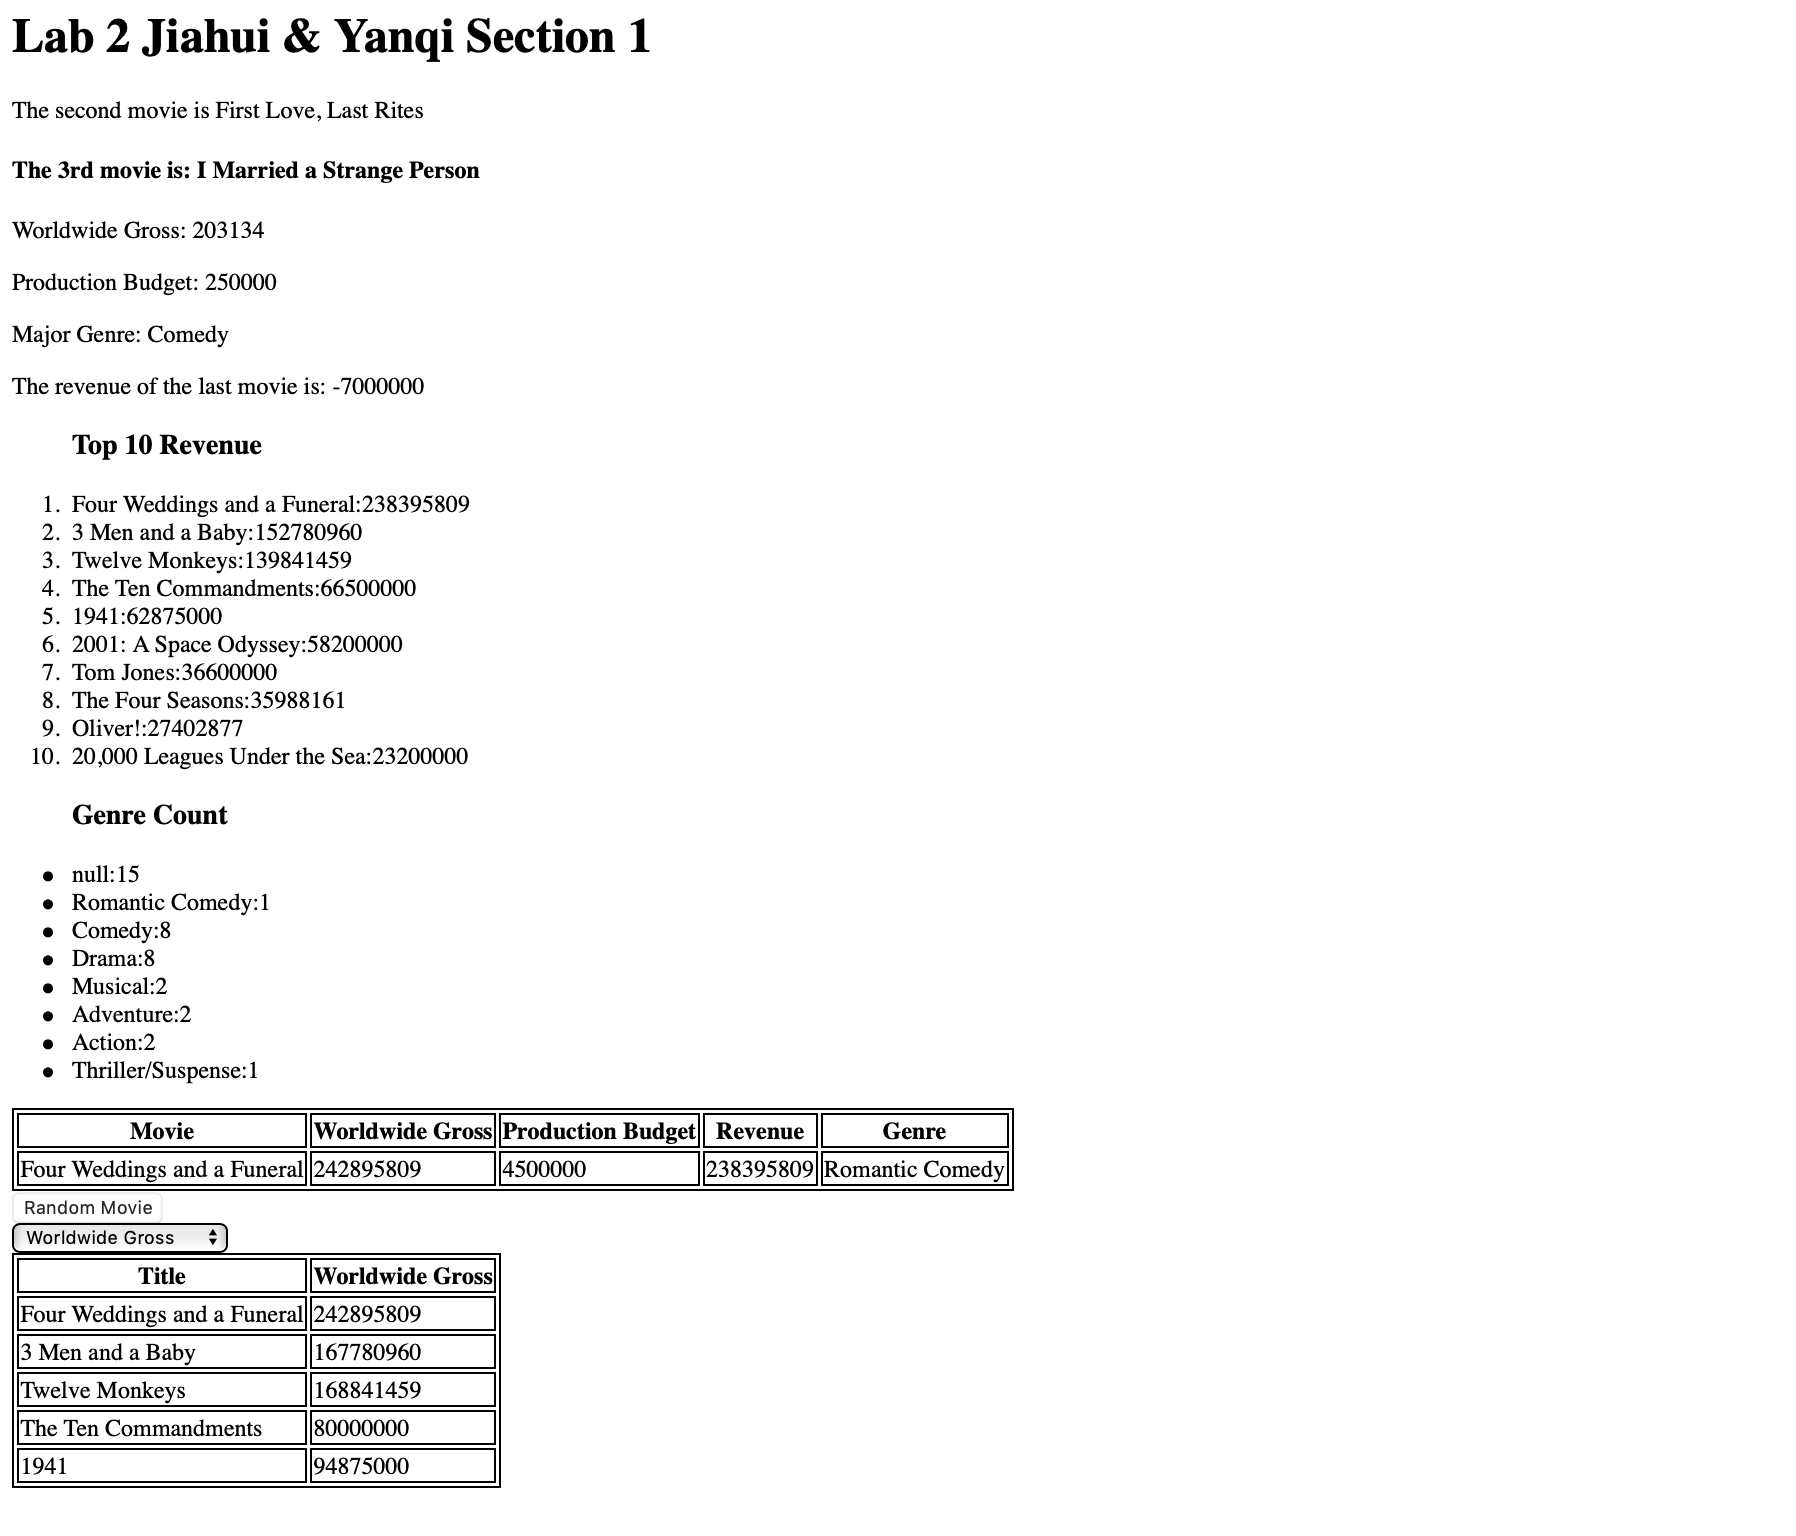 Lab 2 Jiahui & Yanqi Section 1
The second movie is First Love, Last Rites
The 3rd movie is: I Married a Strange Person
Worldwide Gross: 203134
Production Budget: 250000
Major Genre: Comedy
The revenue of the last movie is: -7000000
Top 10 Revenue
1. Four Weddings and a Funeral:238395809
2. 3 Men and a Baby:152780960
3. Twelve Monkeys:139841459
4. The Ten Commandments:66500000
5. 1941:62875000
6. 2001: A Space Odyssey:58200000
7. Tom Jones:36600000
8. The Four Seasons:35988161
9. Oliver!:27402877
10. 20,000 Leagues Under the Sea:23200000
Genre Count
• null:15
• Romantic Comedy:1
• Comedy:8
• Drama:8
• Musical:2
• Adventure:2
• Action:2
• Thriller/Suspense:1
Movie Worldwide Gross Production Budget Revenue Genre
Four Weddings and a Funeral 242895809 4500000 238395809 Romantic Comedy
Random Movie
Worldwide Gross
Title Worldwide Gross
Four Weddings and a Funeral 242895809
3 Men and a Baby 167780960
Twelve Monkeys 168841459
The Ten Commandments 80000000
1941 94875000